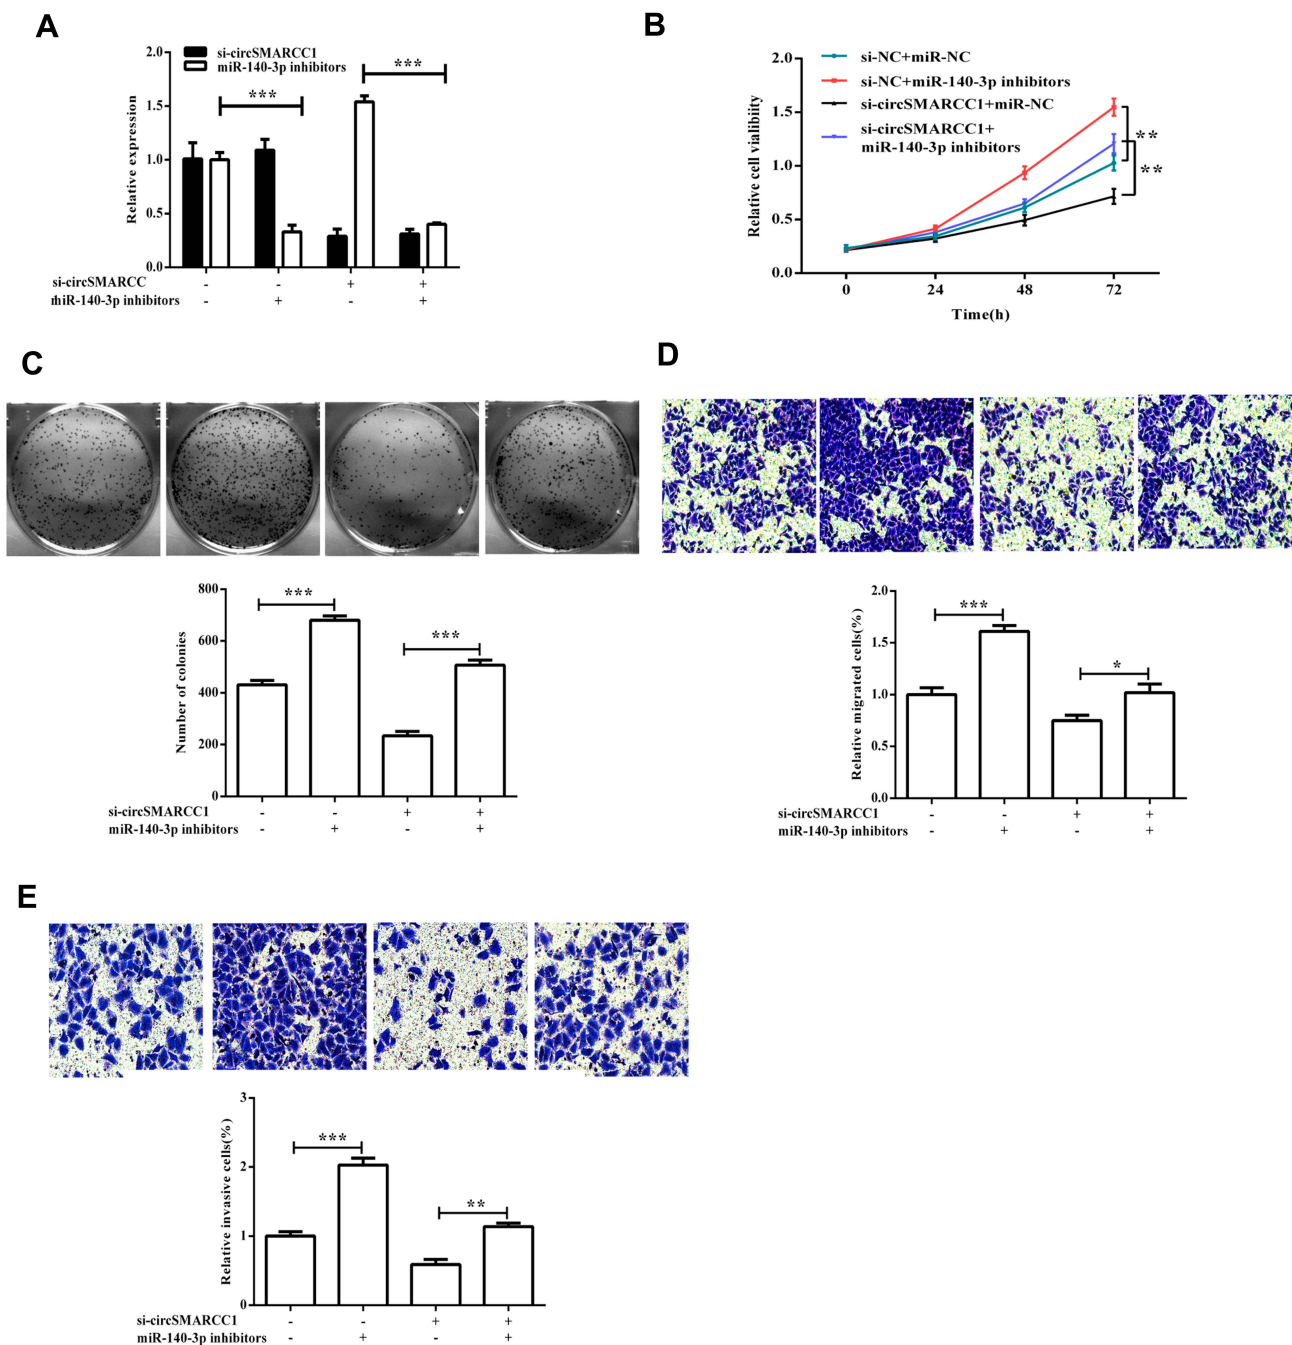 A
2.0
1.5
1.0
0.5
0.0
Relative expression
si-circSMARCC1
miR-140-3p inhibitors
***
***
si-circSMARCC - - + +
miR-140-3p inhibitors - + - +
B
2.0
1.5
1.0
0.5
0.0
Relative cell vialibiity
si-NC+miR-NC
si-NC+miR-140-3p inhibitors
si-circSMARCC1+miR-NC
si-circSMARCC1+
miR-140-3p inhibitors
**
**
0 24 48 72
Time(h)
C
800
600
400
200
0
Number of colonies
***
***
si-circSMARCC1 - - + +
miR-140-3p inhibitors - + - +
D
2.0
1.5
1.0
0.5
0.0
Relative migrated cells(%)
***
*
si-circSMARCC1 - - + +
miR-140-3p inhibitors - + - +
E
3
2
1
0
Relative invasive cells(%)
***
**
si-circSMARCC1 - - + +
miR-140-3p inhibitors - + - +